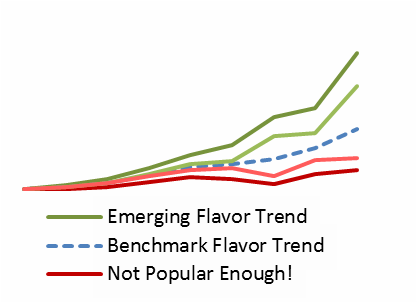 Emerging Flavor Trend
Benchmark Flavor Trend
Not Popular Enough!